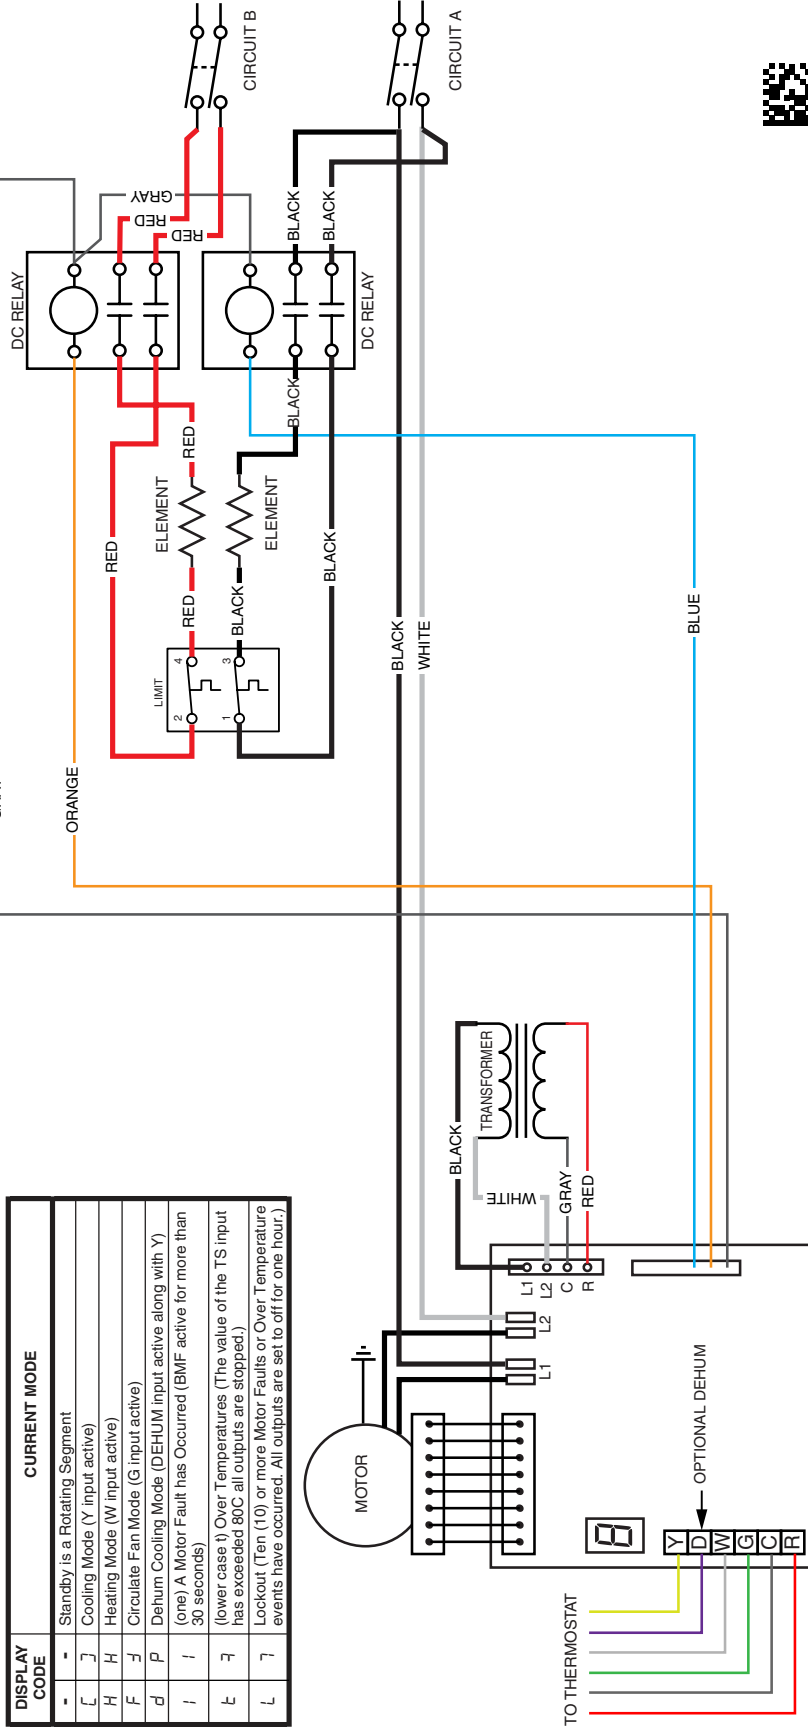 CIRCUIT B
CIRCUIT A
GRAY
RED
RED
BLACK
BLACK
DC RELAY
DC RELAY
BLACK
RED
ELEMENT
ELEMENT
RED
BLACK
RED
BLACK
LIMIT
4
3
2
1
BLACK
WHITE
BLUE
ORANGE
TRANSFORMER
BLACK
WHITE
GRAY
RED
L1
L2
C
R
L2
L1
MOTOR
OPTIONAL DEHUM
Y
D
W
G
C
R
TO THERMOSTAT
DISPLAY CODE
CURRENT MODE
- - Standby is a Rotating Segment
Cooling Mode (Y input active)
H H Heating Mode (W input active)
Circulate Fan Mode (G input active)
d P Dehum Cooling Mode (DEHUM input active along with Y)
1 1 (one) A Motor Fault has Occurred (BMF active for more than
30 seconds)
(lower case t) Over Temperatures (The value of the TS input
has exceeded 80C all outputs are stopped.)
Lockout (Ten (10) or more Motor Faults or Over Temperature
events have occurred. All outputs are set to off for one hour.)